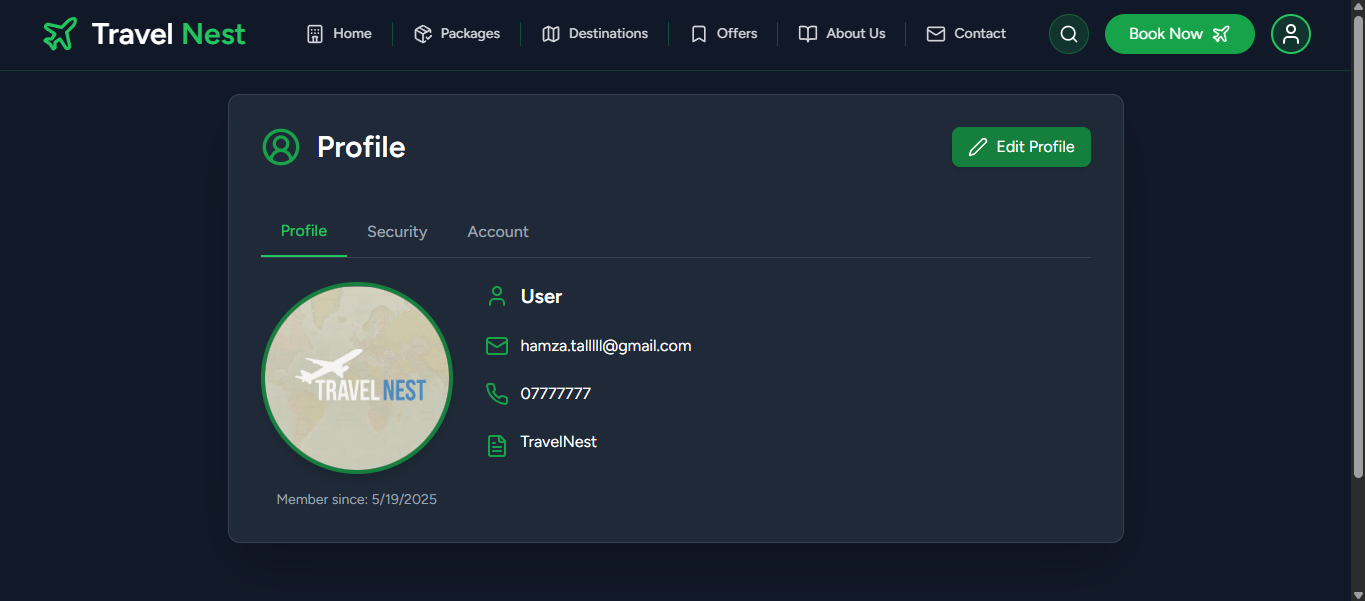 Travel Nest
Home
Packages
Destinations
Offers
About Us
Contact
Book Now
Profile
Edit Profile
Profile
Security
Account
TRAVEL NEST
User
hamza.talllll@gmail.com
07777777
TravelNest
Member since: 5/19/2025